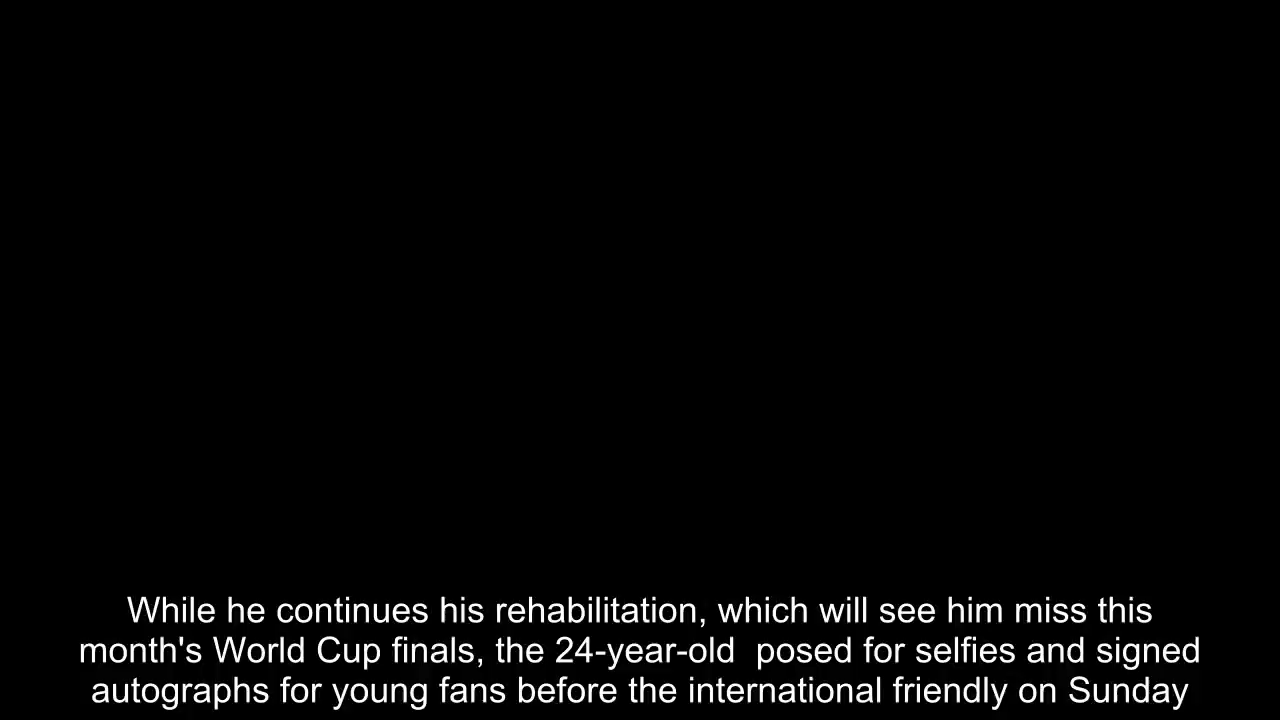 While he continues his rehabilitation, which will see him miss this
month's World Cup finals, the 24-year-old  posed for selfies and signed
autographs for young fans before the international friendly on Sunday